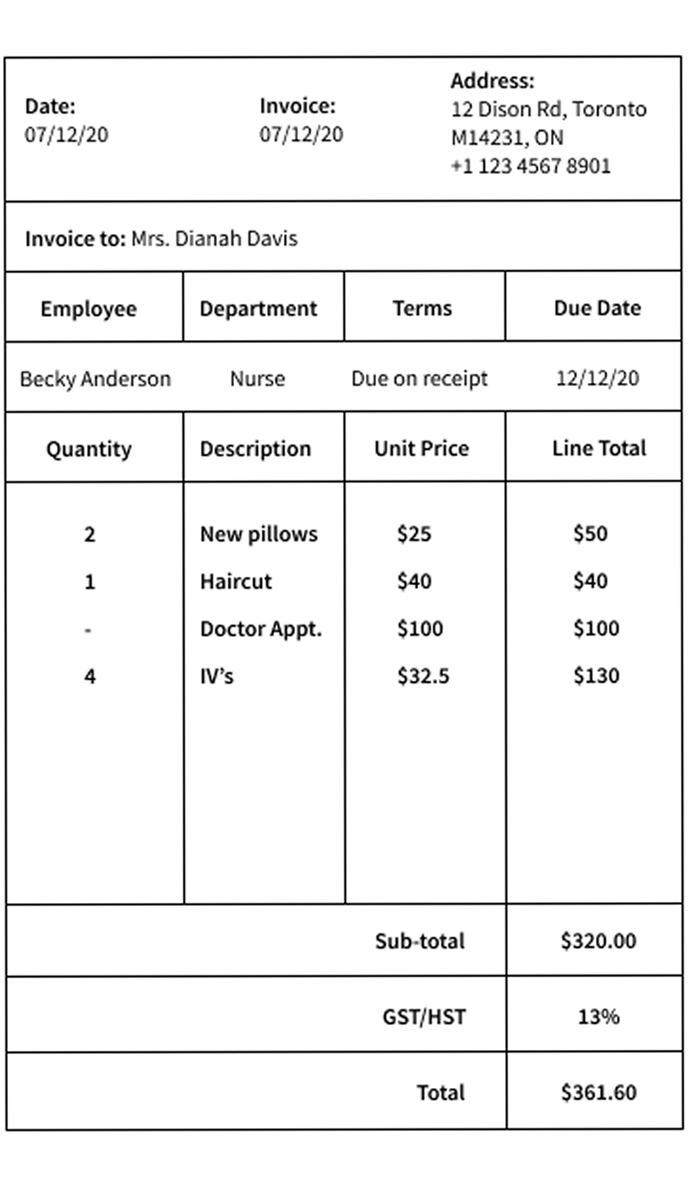 Date: Invoice: Address:
07/12/20 07/12/20 12 Dison Rd, Toronto
M14231, ON
+1 123 4567 8901
Invoice to: Mrs. Dianah Davis
Employee Department Terms Due Date
Becky Anderson Nurse Due on receipt 12/12/20
Quantity Description Unit Price Line Total
2 New pillows $25 $50
1 Haircut $40 $40
- Doctor Appt. $100 $100
4 IV’s $32.5 $130
Sub-total $320.00
GST/HST 13%
Total $361.60